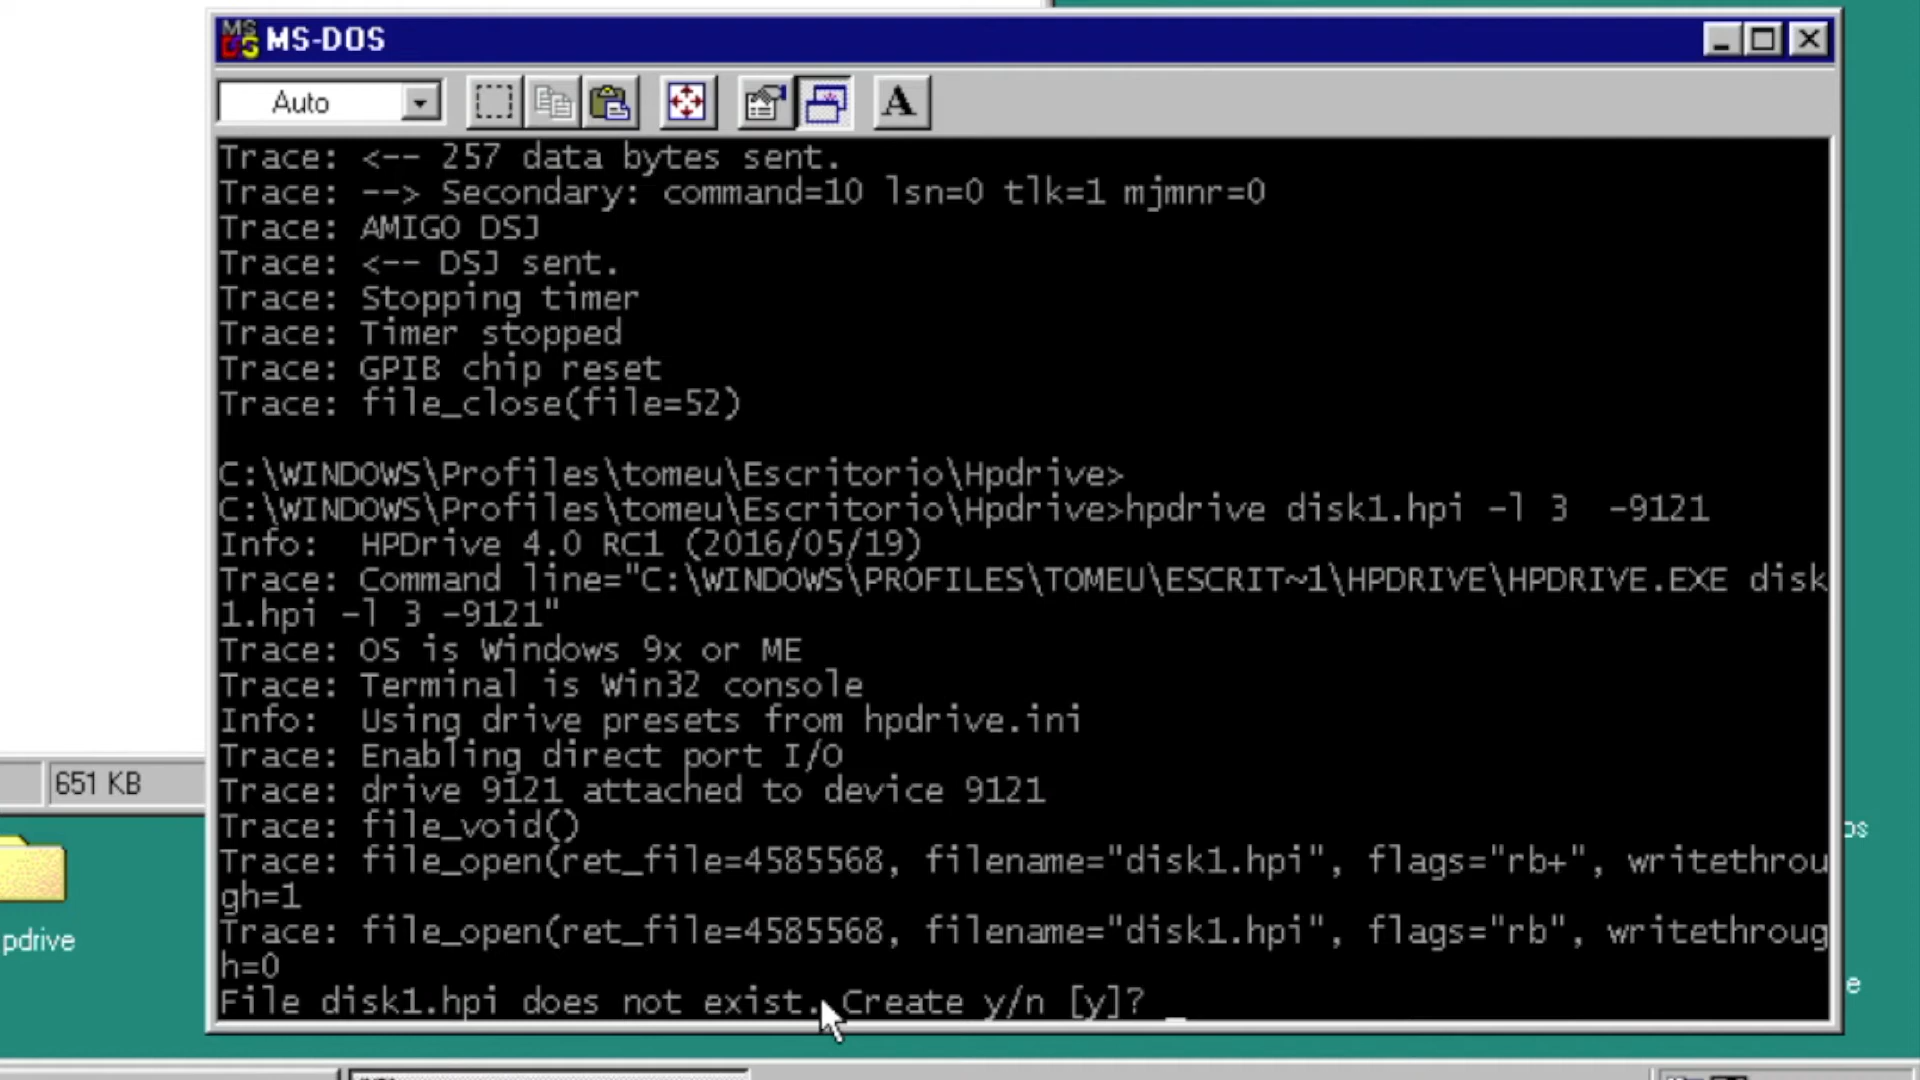 MS-DOS
Auto
A
Trace: <-- 257 data bytes sent.
Trace: --> Secondary: command=10 lsn=0 tlk=1 mjmnr=0
Trace: AMIGO DSJ
Trace: <-- DSJ sent.
Trace: Stopping timer
Trace: Timer stopped
Trace: GPIB chip reset
Trace: file_close(file=52)
C:\WINDOWS\Profiles\tomeu\Escritorio\Hpdrive>
C:\WINDOWS\Profiles\tomeu\Escritorio\Hpdrive>hpdrive disk1.hpi -l 3  -9121
Info:  HPDrive 4.0 RC1 (2016/05/19)
Trace: Command line="C:\WINDOWS\PROFILES\TOMEU\ESCRIT~1\HPDRIVE\HPDRIVE.EXE disk
1.hpi -l 3 -9121"
Trace: OS is Windows 9x or ME
Trace: Terminal is Win32 console
Info:  Using drive presets from hpdrive.ini
Trace: Enabling direct port I/O
Trace: drive 9121 attached to device 9121
Trace: file_void()
Trace: file_open(ret_file=4585568, filename="disk1.hpi", flags="rb+", writethrou
gh=1
Trace: file_open(ret_file=4585568, filename="disk1.hpi", flags="rb", writethroug
h=0
File disk1.hpi does not exist. Create y/n [y]? _
651 KB
pdrive
os
e